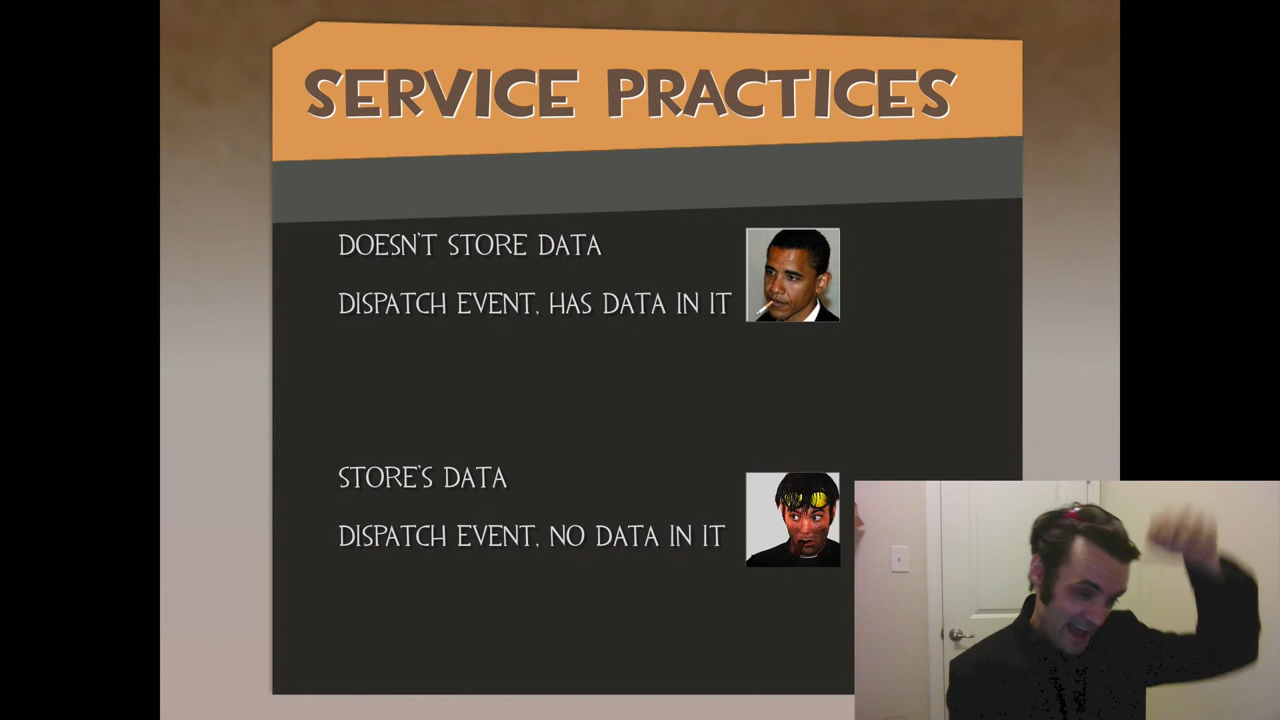 SERVICE PRACTICES
DOESN'T STORE DATA
DISPATCH EVENT, HAS DATA IN IT
STORE'S DATA
DISPATCH EVENT, NO DATA IN IT